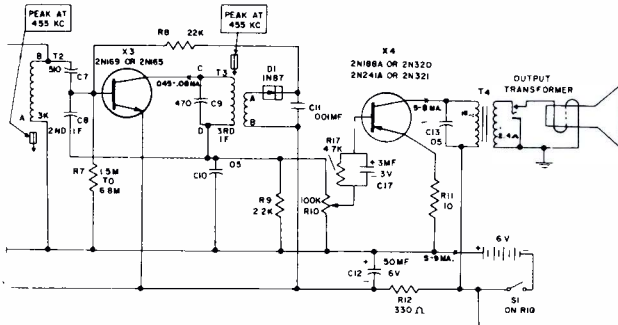 PEAK AT
455 KC
B
T2
510
C7
A
3K
C8
2ND
IF
R7
1.5M
TO
6.8M
X3
2N169 OR 2N165
R8
22K
PEAK AT
455 KC
C
T3
.045-.08MA.
470
C9
D
3RD
IF
D1
1N87
A
B
C11
.001MF
C10
.05
R9
2.2K
100K
R10
R17
4.7K
+
3MF
3V
C17
X4
2N188A OR 2N320
2N241A OR 2N321
5-8 MA.
C13
.05
T4
OUTPUT
TRANSFORMER
R11
10
5-9MA.
+
6V
-
+
50MF
6V
C12
R12
330 Ω
S1
ON R10